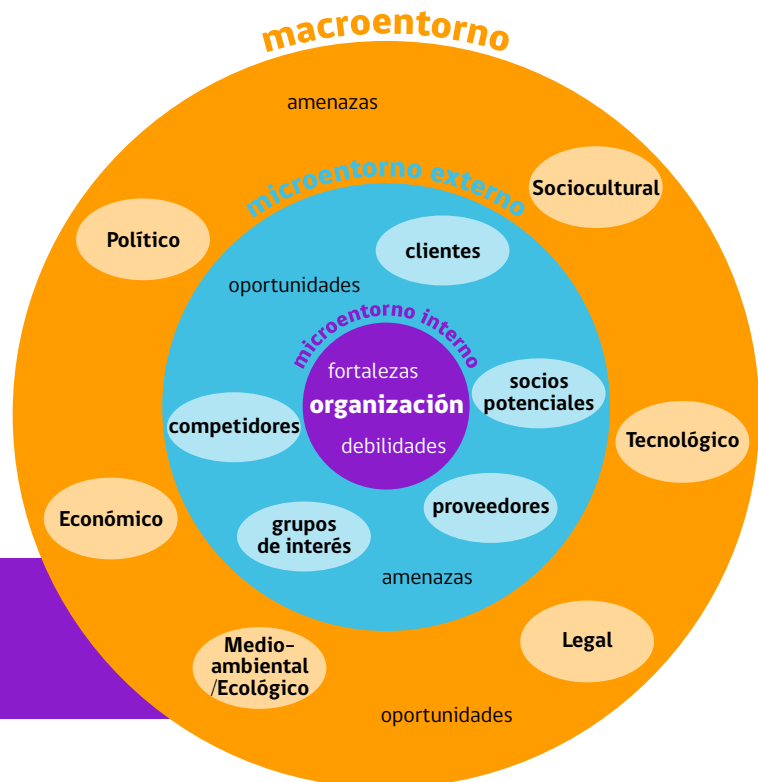 macroentorno
amenazas
Sociocultural
microentorno externo
Político
clientes
oportunidades
microentorno interno
fortalezas
organización
debilidades
socios
potenciales
competidores
Tecnológico
Económico
proveedores
grupos
de interés
amenazas
Medio-
ambiental
/Ecológico
Legal
oportunidades